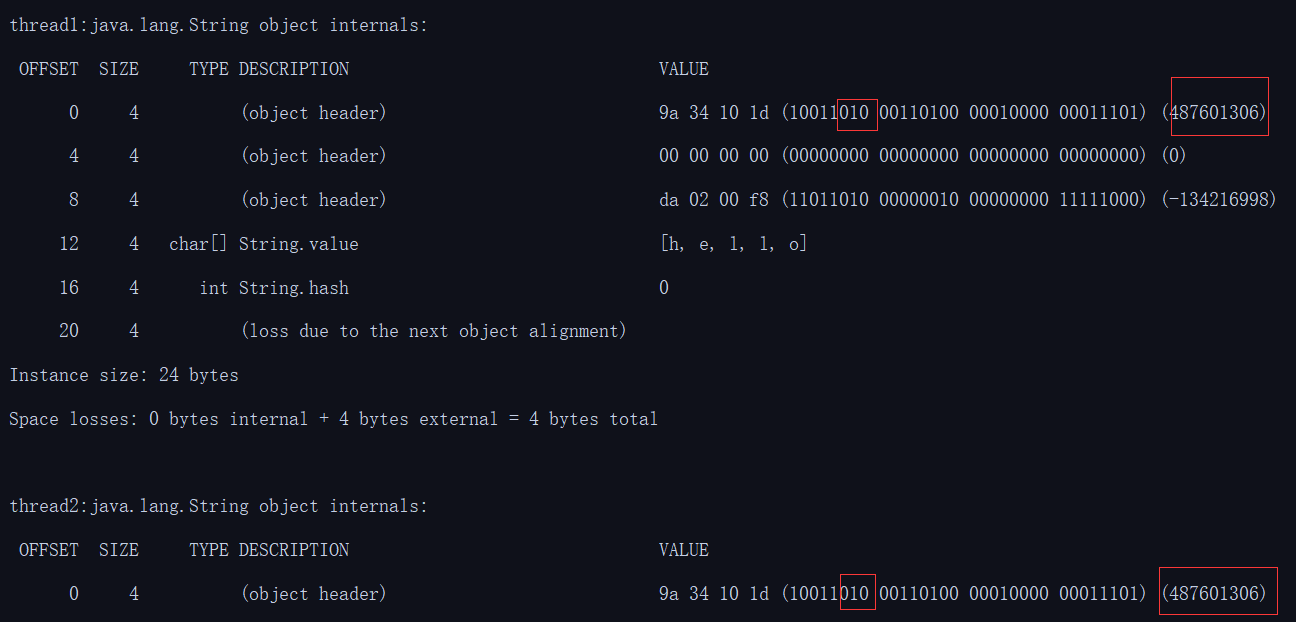 thread1:java.lang.String object internals:
OFFSET  SIZE     TYPE DESCRIPTION                               VALUE
0     4          (object header)                           9a 34 10 1d (10011010 00110100 00010000 00011101) (487601306)
4     4          (object header)                           00 00 00 00 (00000000 00000000 00000000 00000000) (0)
8     4          (object header)                           da 02 00 f8 (11011010 00000010 00000000 11111000) (-134216998)
12     4   char[] String.value                              [h, e, l, l, o]
16     4      int String.hash                               0
20     4          (loss due to the next object alignment)
Instance size: 24 bytes
Space losses: 0 bytes internal + 4 bytes external = 4 bytes total
thread2:java.lang.String object internals:
OFFSET  SIZE     TYPE DESCRIPTION                               VALUE
0     4          (object header)                           9a 34 10 1d (10011010 00110100 00010000 00011101) (487601306)